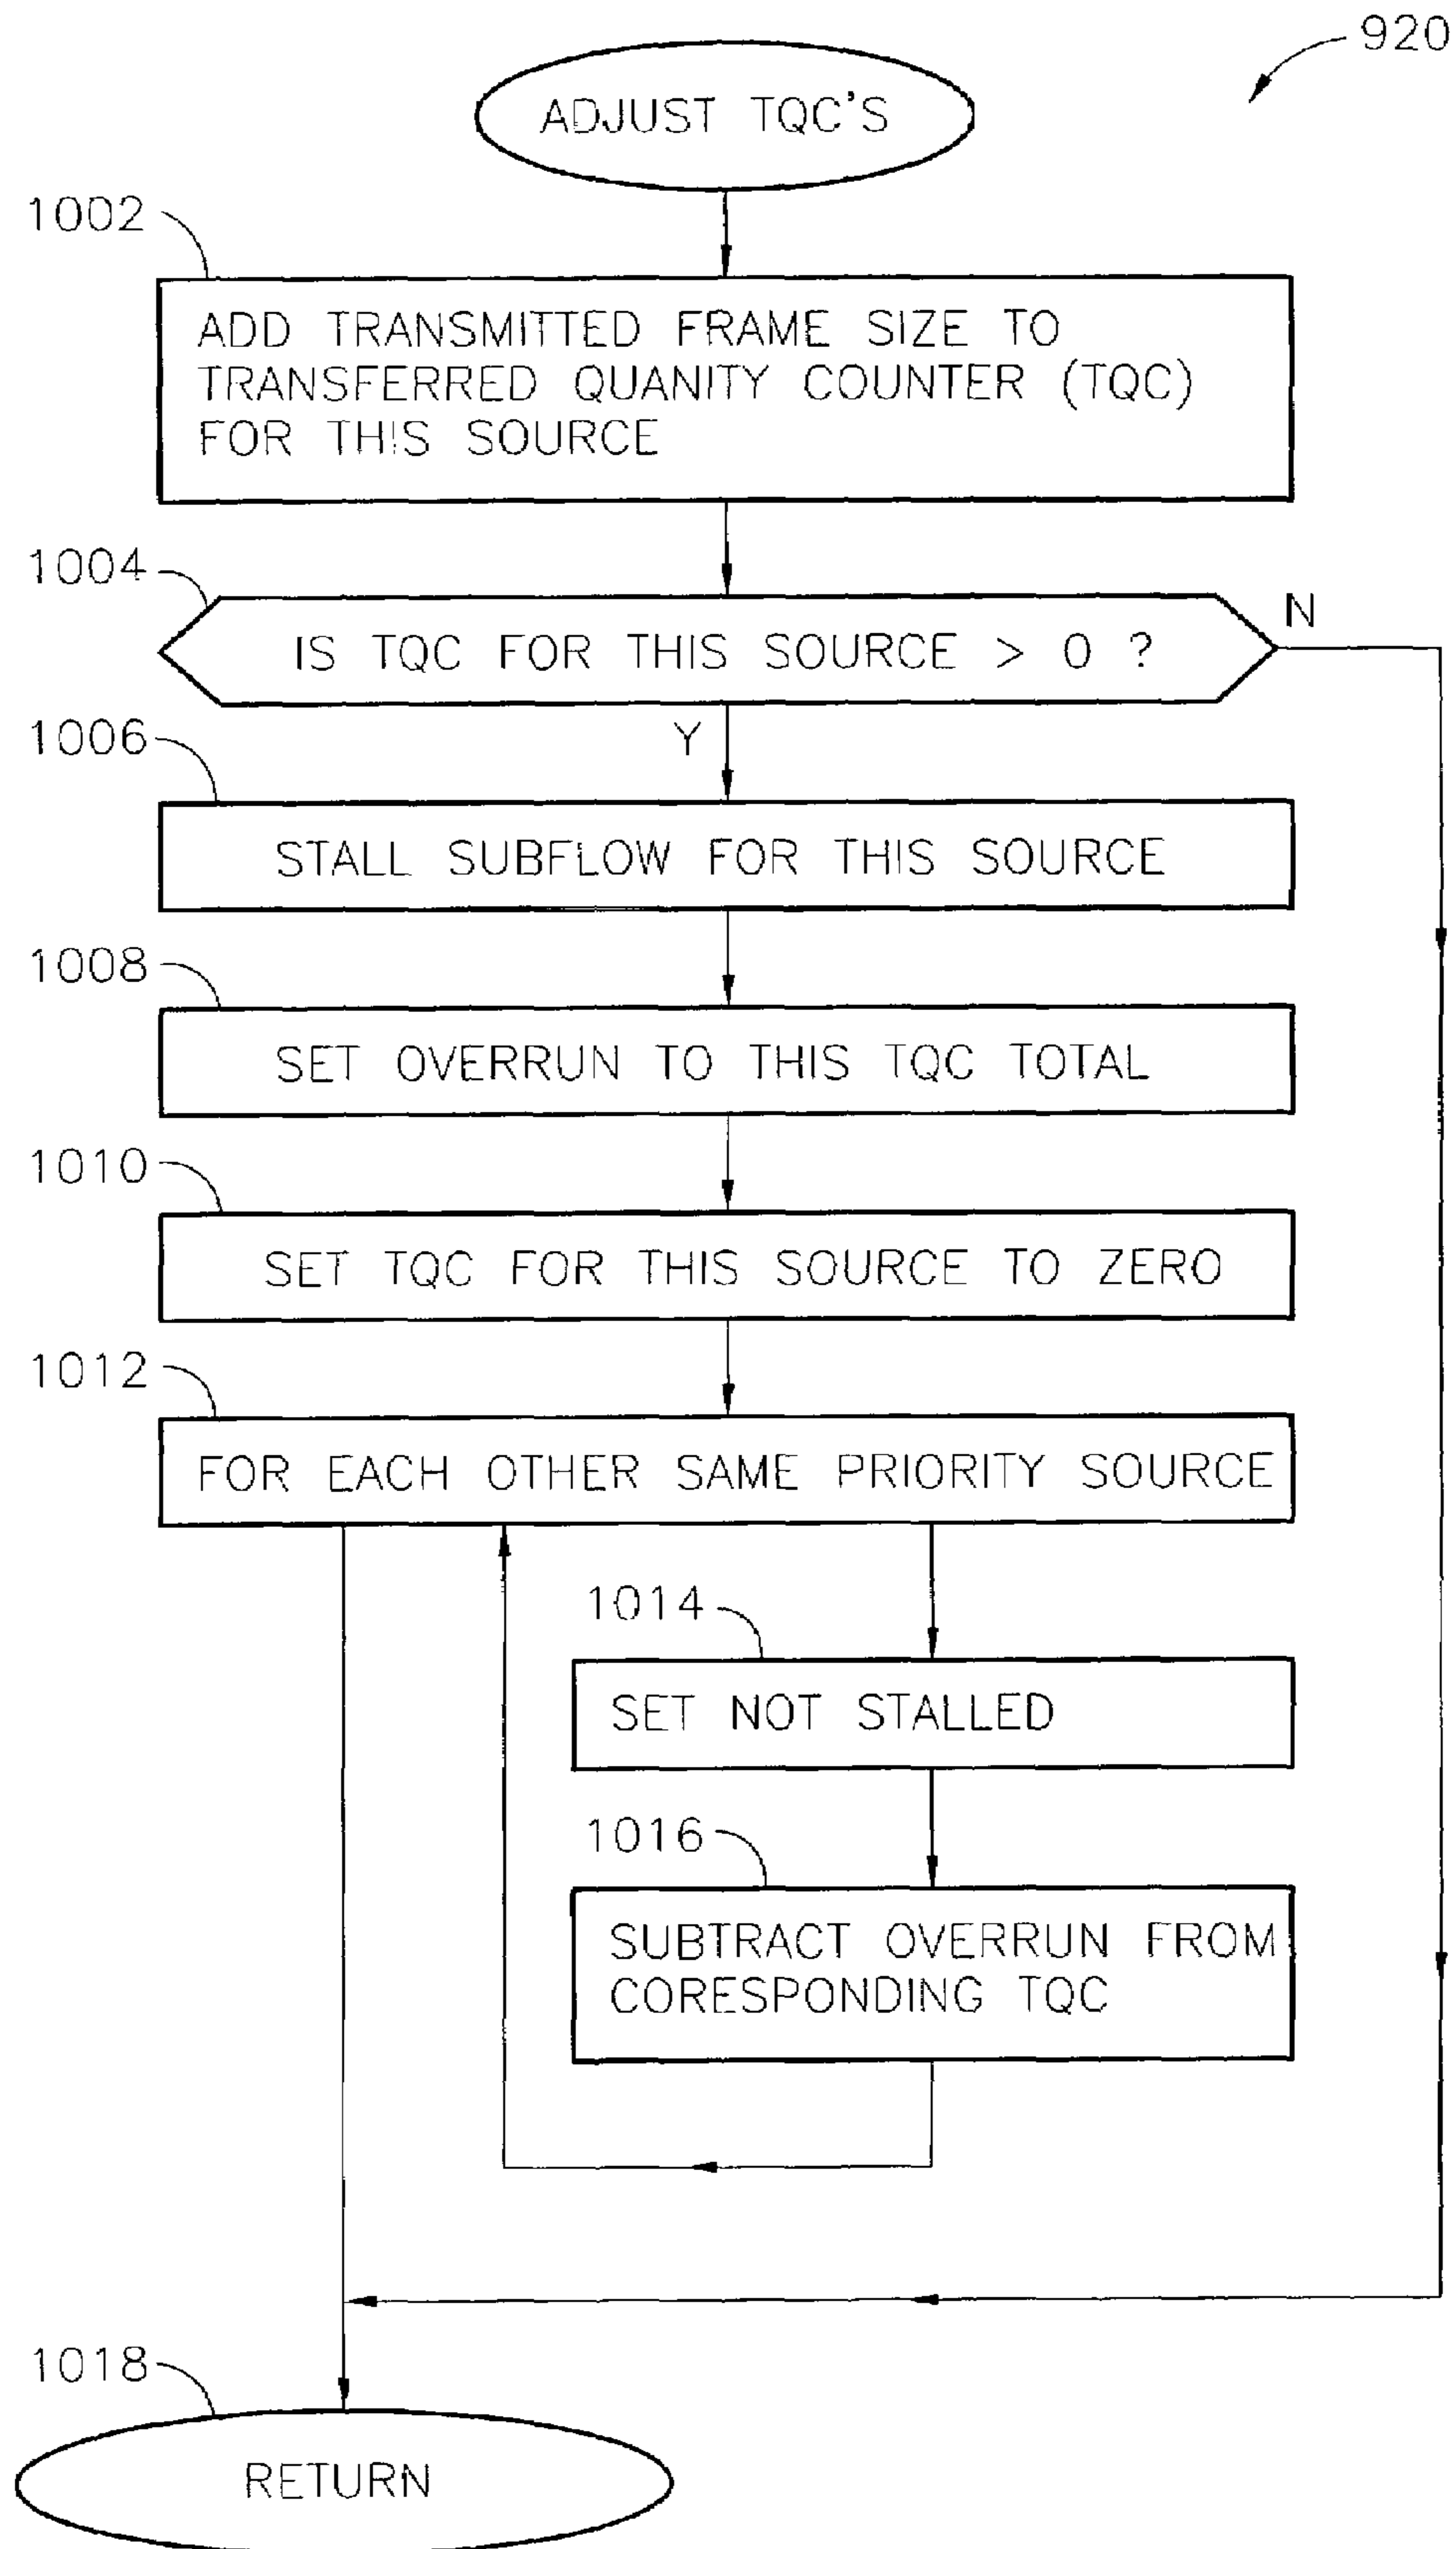 920
ADJUST TQC'S
1002
ADD TRANSMITTED FRAME SIZE TO
TRANSFERRED QUANITY COUNTER (TQC)
FOR THIS SOURCE
1004
IS TQC FOR THIS SOURCE > 0 ?
N
Y
1006
STALL SUBFLOW FOR THIS SOURCE
1008
SET OVERRUN TO THIS TQC TOTAL
1010
SET TQC FOR THIS SOURCE TO ZERO
1012
FOR EACH OTHER SAME PRIORITY SOURCE
1014
SET NOT STALLED
1016
SUBTRACT OVERRUN FROM
CORESPONDING TQC
1018
RETURN